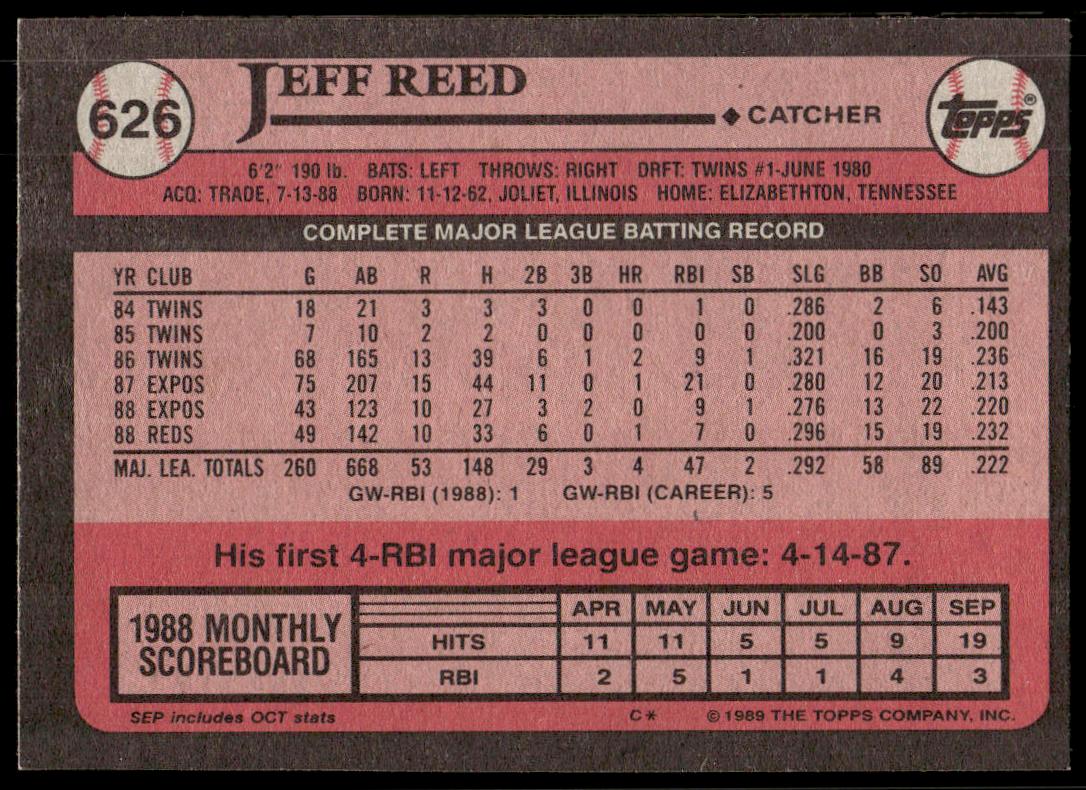 626
JEFF REED
◆ CATCHER
Topps®
6'2" 190 lb. BATS: LEFT THROWS: RIGHT DRFT: TWINS #1-JUNE 1980
ACQ: TRADE, 7-13-88 BORN: 11-12-62, JOLIET, ILLINOIS HOME: ELIZABETHTON, TENNESSEE
COMPLETE MAJOR LEAGUE BATTING RECORD
YR CLUB G AB R H 2B 3B HR RBI SB SLG BB SO AVG
84 TWINS 18 21 3 3 3 0 0 1 0 .286 2 6 .143
85 TWINS 7 10 2 2 0 0 0 0 0 .200 0 3 .200
86 TWINS 68 165 13 39 6 1 2 9 1 .321 16 19 .236
87 EXPOS 75 207 15 44 11 0 1 21 0 .280 12 20 .213
88 EXPOS 43 123 10 27 3 2 0 9 1 .276 13 22 .220
88 REDS 49 142 10 33 6 0 1 7 0 .296 15 19 .232
MAJ. LEA. TOTALS 260 668 53 148 29 3 4 47 2 .292 58 89 .222
GW-RBI (1988): 1 GW-RBI (CAREER): 5
His first 4-RBI major league game: 4-14-87.
1988 MONTHLY
SCOREBOARD
APR MAY JUN JUL AUG SEP
HITS 11 11 5 5 9 19
RBI 2 5 1 1 4 3
SEP includes OCT stats C* © 1989 THE TOPPS COMPANY, INC.